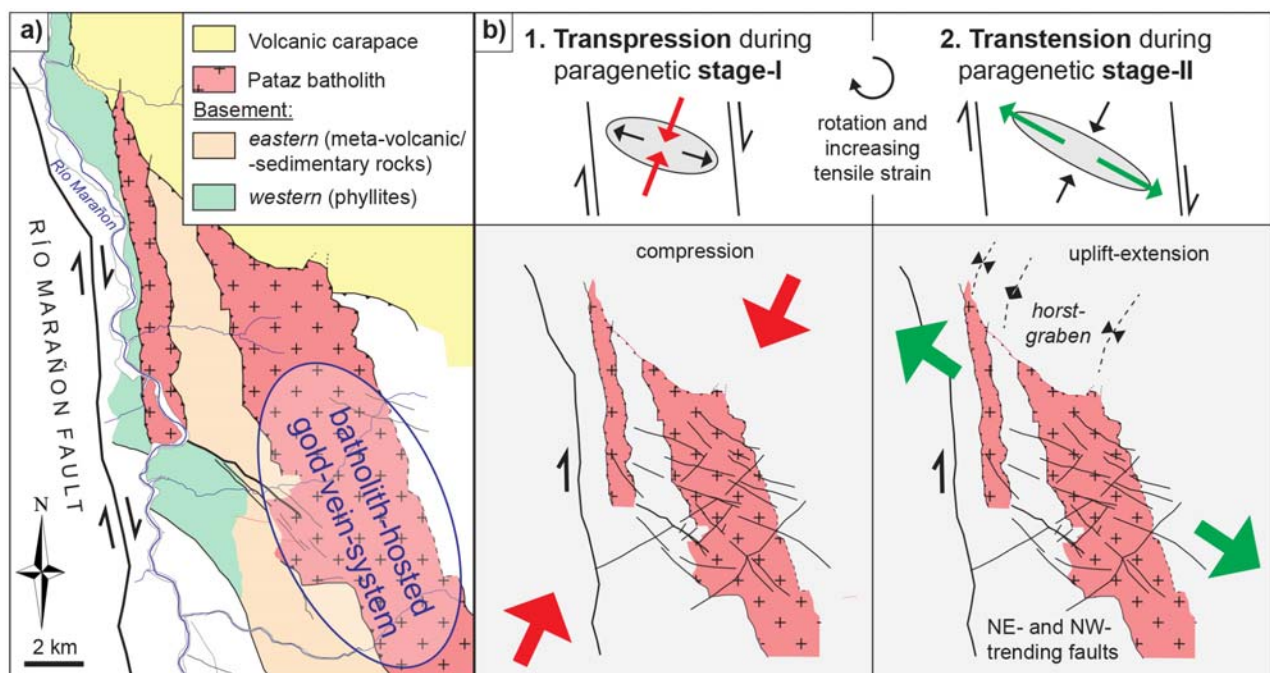 a)
Volcanic carapace
Pataz batholith
Basement:
eastern (meta-volcanic/
-sedimentary rocks)
western (phyllites)
Río Marañon
RÍO MARAÑON FAULT
batholith-hosted
gold-vein-system
N
2 km
b)
1. Transpression during
paragenetic stage-I
rotation and
increasing
tensile strain
2. Transtension during
paragenetic stage-II
compression
uplift-extension
horst-
graben
NE- and NW-
trending faults